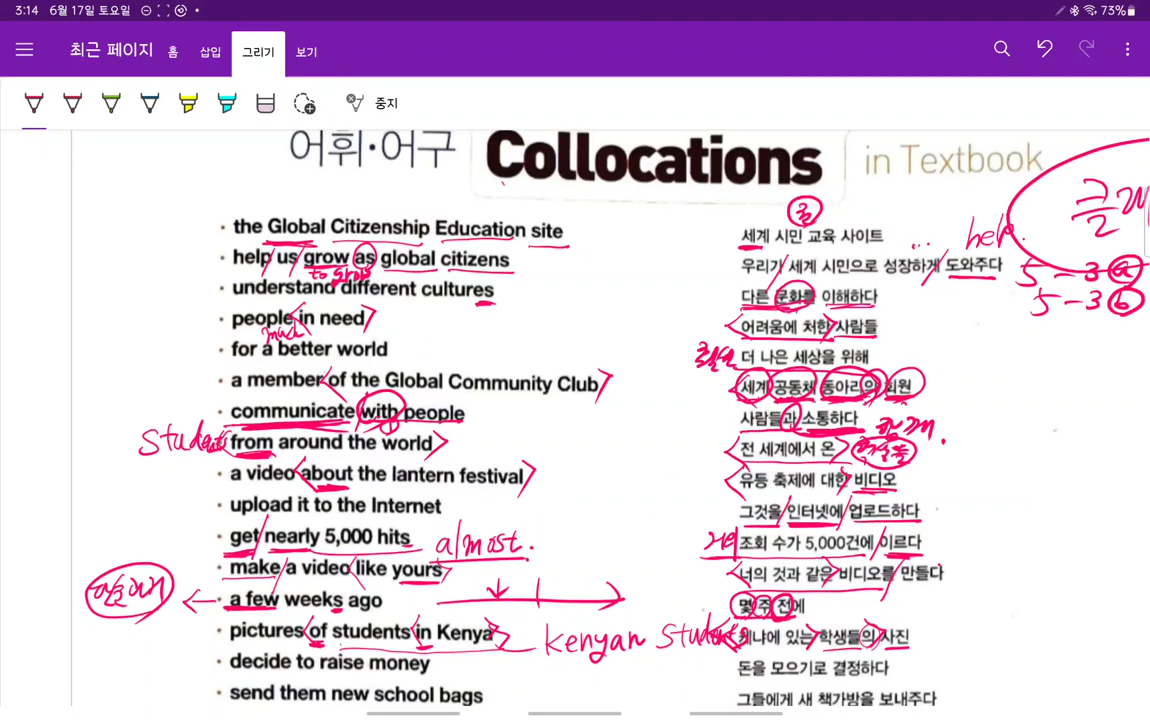 3:14 6월 17일 토요일 73%
최근 페이지 홈 삽입 그리기 보기
중지
어휘·어구 Collocations in Textbook
· the Global Citizenship Education site 세계 시민 교육 사이트
help
· help us grow as global citizens 우리가 세계 시민으로 성장하게 도와주다
to grow
5-3 a
· understand different cultures 다른 문화를 이해하다
5-3 b
· people in need 어려움에 처한 사람들
much
· for a better world 더 나은 세상을 위해
· a member of the Global Community Club 세계 공동체 동아리의 회원
· communicate with people 사람들과 소통하다
student from around the world 전 세계에서 온
· a video about the lantern festival 유등 축제에 대한 비디오
· upload it to the Internet 그것을 인터넷에 업로드하다
· get nearly 5,000 hits almost. 거의 조회 수가 5,000건에 이르다
· make a video like yours 너의 것과 같은 비디오를 만들다
· a few weeks ago 몇 주 전에
· pictures of students in Kenya Kenyan students 케냐에 있는 학생들의 사진
· decide to raise money 돈을 모으기로 결정하다
· send them new school bags 그들에게 새 책가방을 보내주다